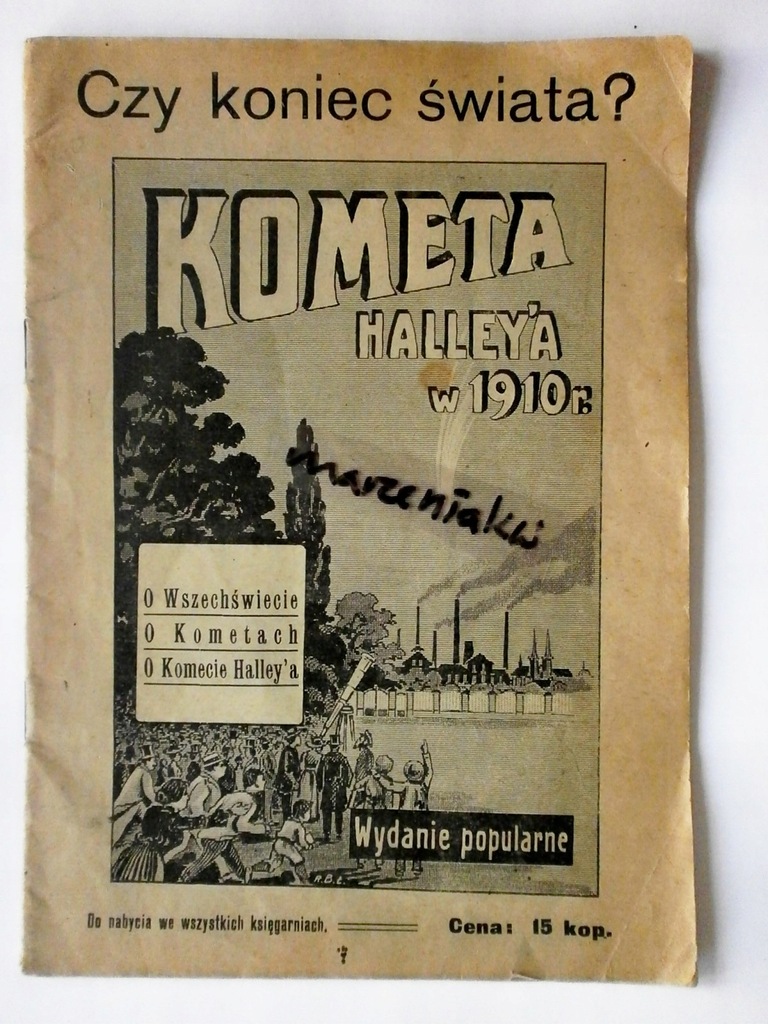 Czy koniec świata?
KOMETA
HALLEY'A
w 1910 r.
marzeniakw
O Wszechświecie
O Kometach
O Komecie Halley'a
Wydanie popularne
R.B.L.
Do nabycia we wszystkich księgarniach.
Cena: 15 kop.